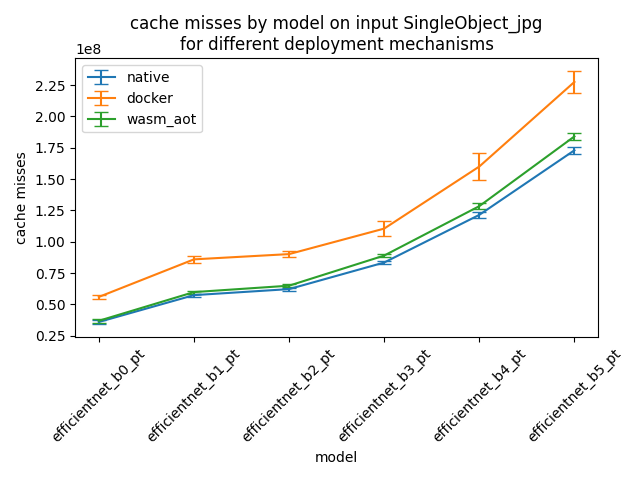 cache misses by model on input SingleObject_jpg
for different deployment mechanisms
1e8
native
docker
wasm_aot
2.25
2.00
1.75
1.50
1.25
1.00
0.75
0.50
0.25
cache misses
efficientnet_b0_pt
efficientnet_b1_pt
efficientnet_b2_pt
efficientnet_b3_pt
efficientnet_b4_pt
efficientnet_b5_pt
model